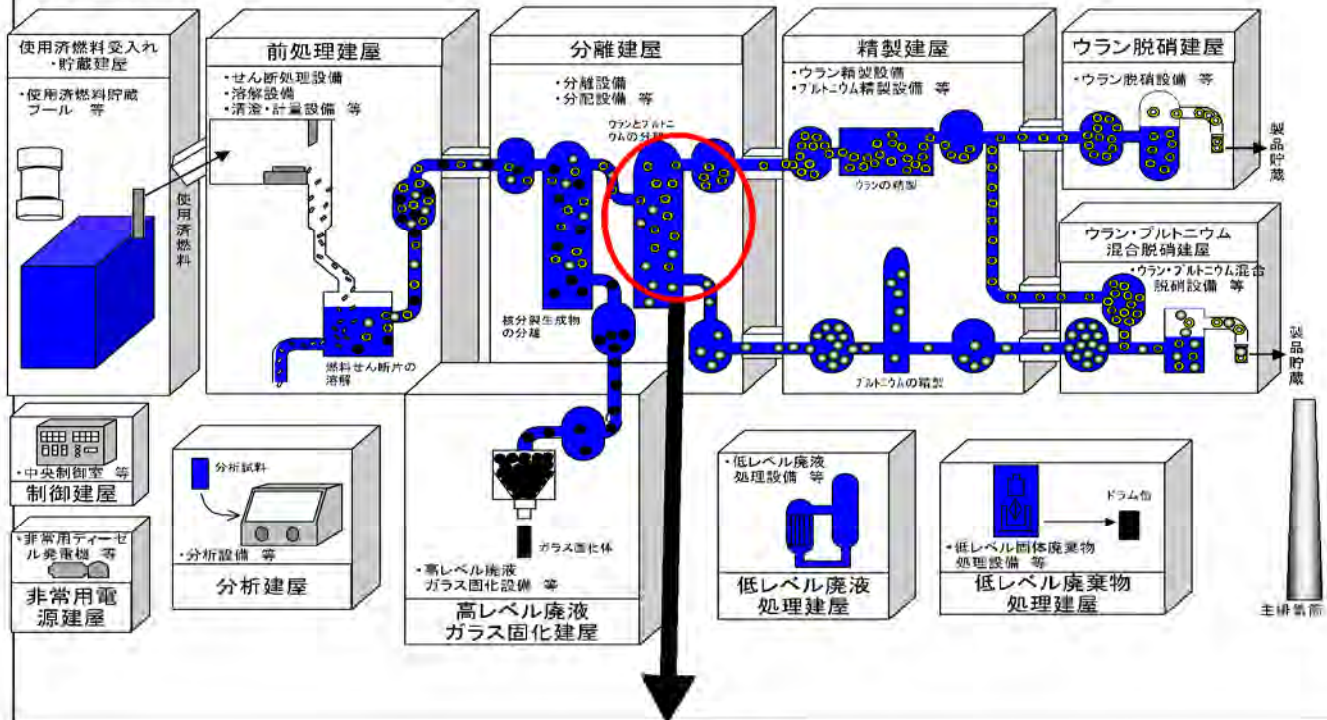 使用済燃料受入れ
・貯蔵建屋
・使用済燃料貯蔵
プール 等
使用済燃料
前処理建屋
・せん断処理設備
・溶解設備
・清澄・計量設備 等
燃料せん断片の
溶解
分離建屋
・分離設備
・分配設備 等
ウランとプルトニ
ウムの分離
核分裂生成物
の分離
精製建屋
・ウラン精製設備
・プルトニウム精製設備 等
ウランの精製
プルトニウムの精製
ウラン脱硝建屋
・ウラン脱硝設備 等
製品貯蔵
ウラン・プルトニウム
混合脱硝建屋
・ウラン・プルトニウム混合
脱硝設備 等
製品貯蔵
・中央制御室 等
制御建屋
・非常用ディーゼ
ル発電機 等
非常用電
源建屋
分析試料
・分析設備 等
分析建屋
ガラス固化体
・高レベル廃液
ガラス固化設備 等
高レベル廃液
ガラス固化建屋
・低レベル廃液
処理設備 等
低レベル廃液
処理建屋
ドラム缶
・低レベル固体廃棄物
処理設備 等
低レベル廃棄物
処理建屋
主排気筒